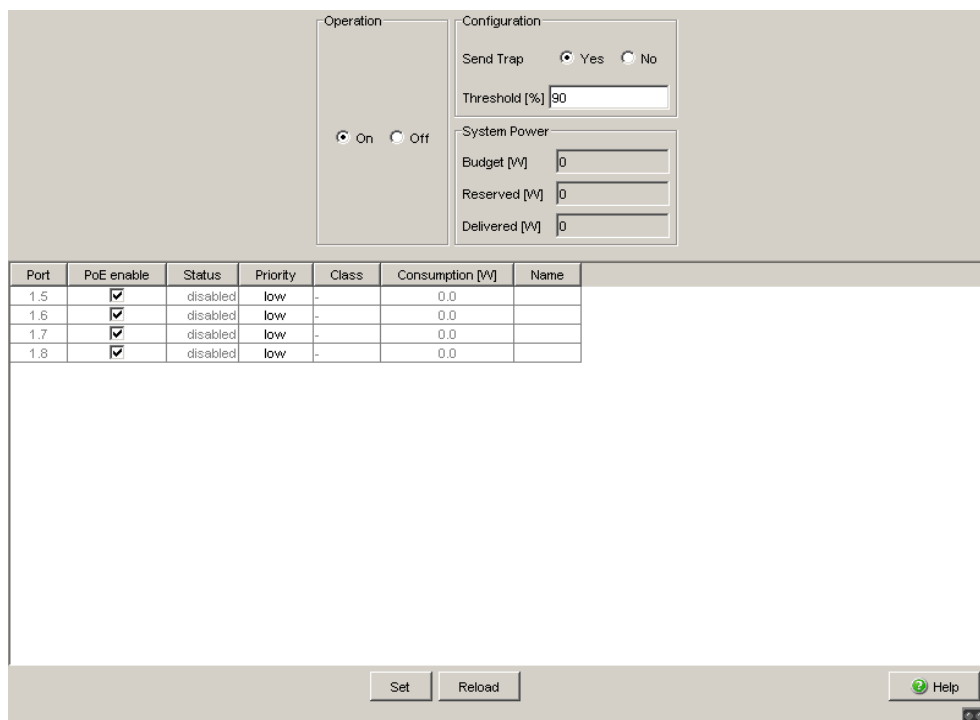 Operation
On Off
Configuration
Send Trap Yes No
Threshold [%] 90
System Power
Budget [W] 0
Reserved [W] 0
Delivered [W] 0
Port PoE enable Status Priority Class Consumption [W] Name
1.5 disabled low - 0.0
1.6 disabled low - 0.0
1.7 disabled low - 0.0
1.8 disabled low - 0.0
Set Reload Help